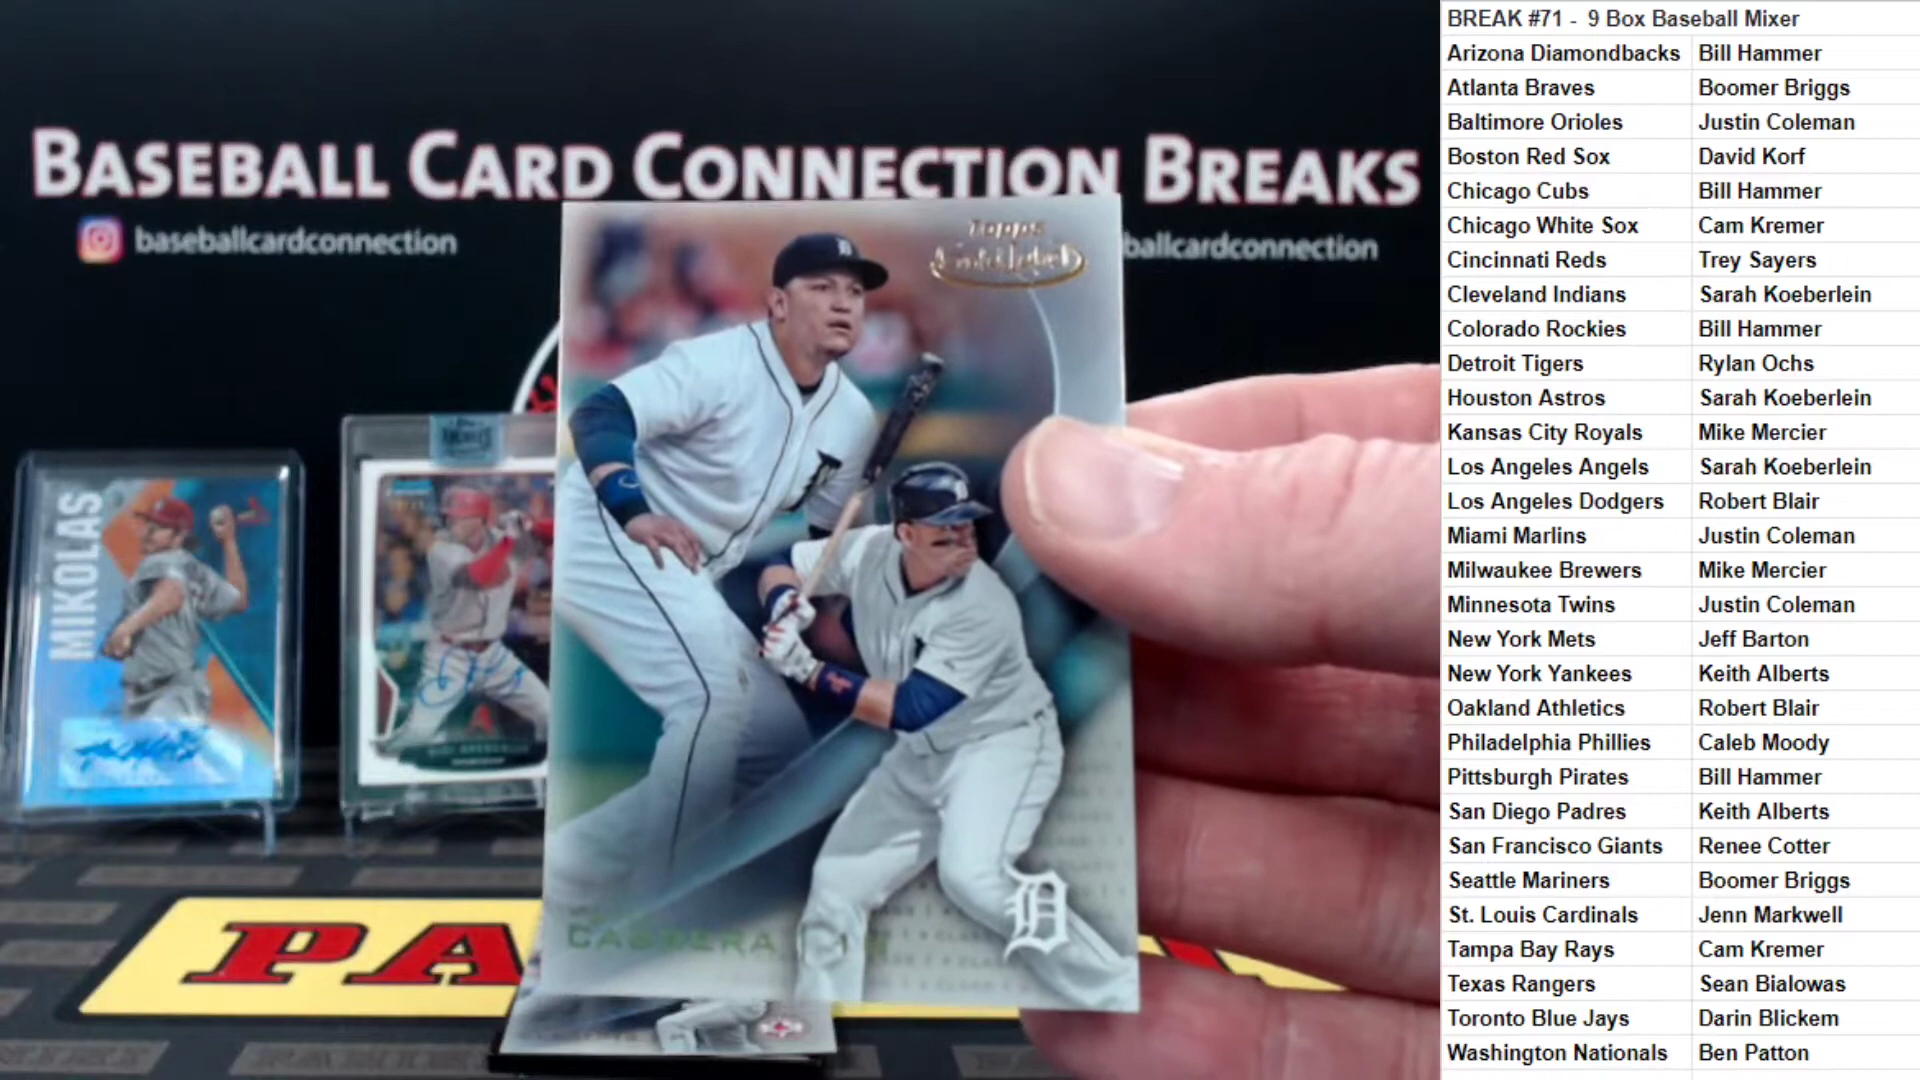 BREAK #71 - 9 Box Baseball Mixer
Arizona Diamondbacks Bill Hammer
Atlanta Braves Boomer Briggs
Baltimore Orioles Justin Coleman
Boston Red Sox David Korf
Chicago Cubs Bill Hammer
Chicago White Sox Cam Kremer
Cincinnati Reds Trey Sayers
Cleveland Indians Sarah Koeberlein
Colorado Rockies Bill Hammer
Detroit Tigers Rylan Ochs
Houston Astros Sarah Koeberlein
Kansas City Royals Mike Mercier
Los Angeles Angels Sarah Koeberlein
Los Angeles Dodgers Robert Blair
Miami Marlins Justin Coleman
Milwaukee Brewers Mike Mercier
Minnesota Twins Justin Coleman
New York Mets Jeff Barton
New York Yankees Keith Alberts
Oakland Athletics Robert Blair
Philadelphia Phillies Caleb Moody
Pittsburgh Pirates Bill Hammer
San Diego Padres Keith Alberts
San Francisco Giants Renee Cotter
Seattle Mariners Boomer Briggs
St. Louis Cardinals Jenn Markwell
Tampa Bay Rays Cam Kremer
Texas Rangers Sean Bialowas
Toronto Blue Jays Darin Blickem
Washington Nationals Ben Patton
BASEBALL CARD CONNECTION BREAKS
baseballcardconnection
ballcardconnection
Topps
Gold Label
MIKOLAS
CABRERA
D
PA